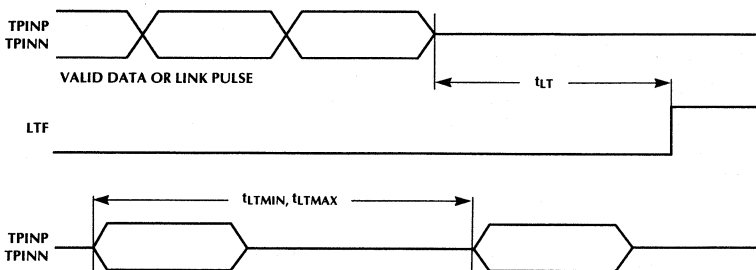 TPINP
TPINN
VALID DATA OR LINK PULSE
tLT
LTF
tLTMIN, tLTMAX
TPINP
TPINN